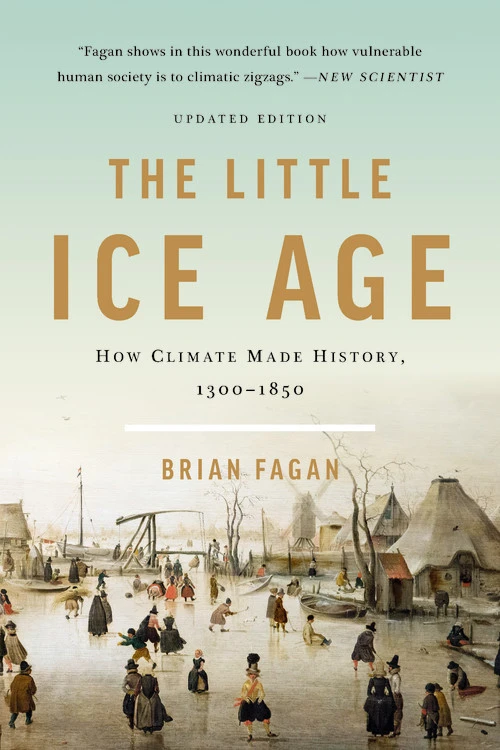 “Fagan shows in this wonderful book how vulnerable
human society is to climatic zigzags.” —NEW SCIENTIST
UPDATED EDITION
THE LITTLE
ICE AGE
How Climate Made History,
1300–1850
BRIAN FAGAN